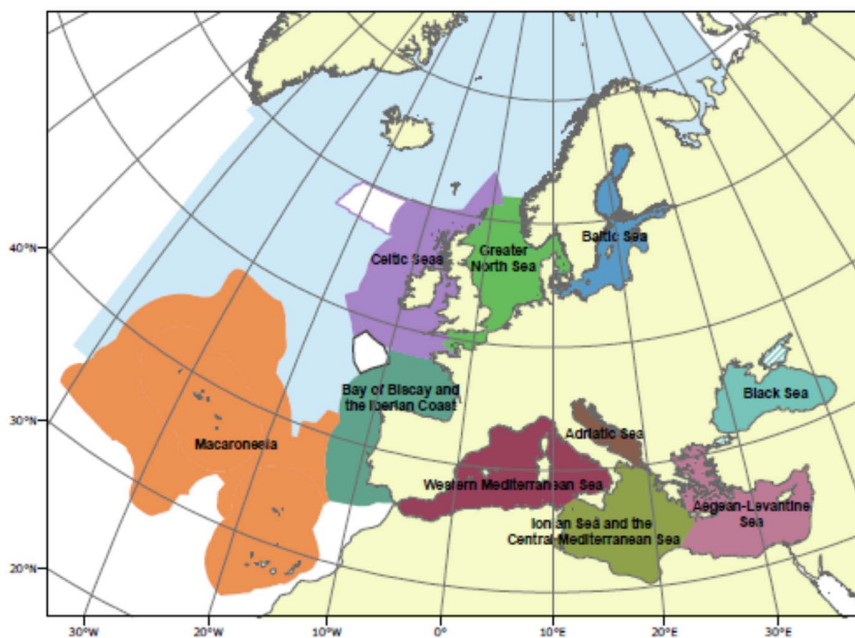 40°N
30°N
20°N
30°W
20°W
10°W
0°
10°E
20°E
30°E
Celtic Seas
Greater
North Sea
Baltic Sea
Bay of Biscay and
the Iberian Coast
Black Sea
Macaronesia
Adriatic Sea
Western Mediterranean Sea
Aegean-Levantine
Sea
Ionian Sea and the
Central Mediterranean Sea